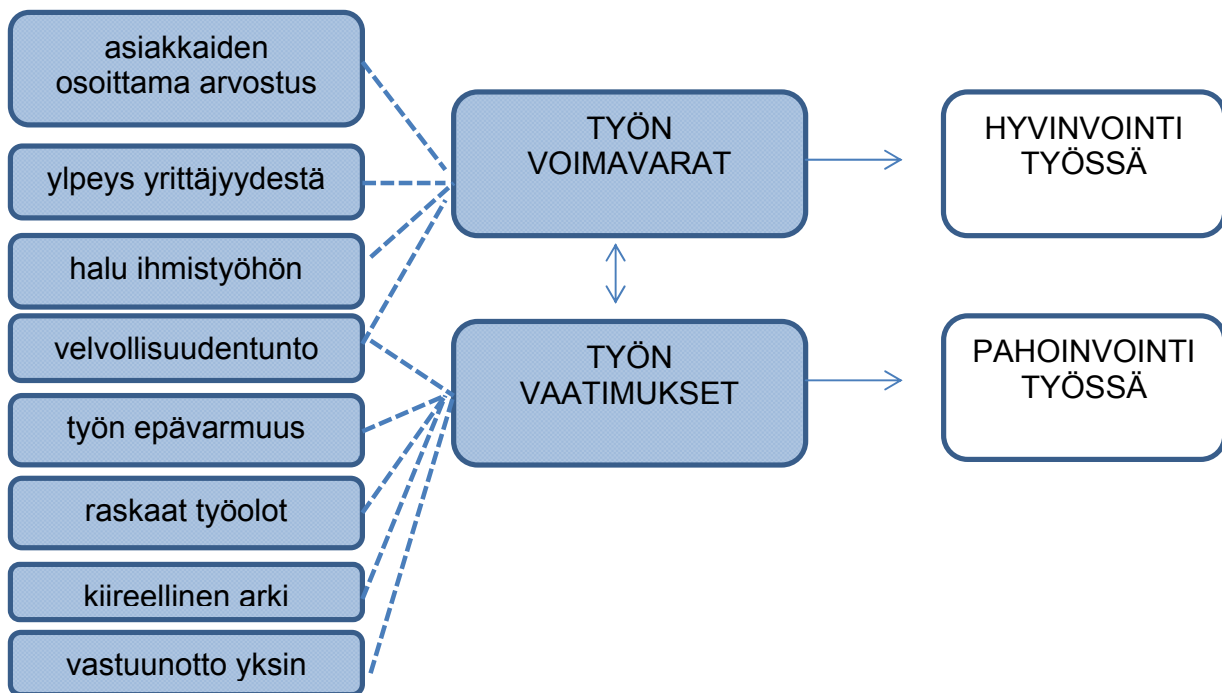 asiakkaiden
osoittama arvostus
ylpeys yrittäjyydestä
halu ihmistyöhön
velvollisuudentunto
työn epävarmuus
raskaat työolot
kiireellinen arki
vastuunotto yksin
TYÖN
VOIMAVARAT
TYÖN
VAATIMUKSET
HYVINVOINTI
TYÖSSÄ
PAHOINVOINTI
TYÖSSÄ